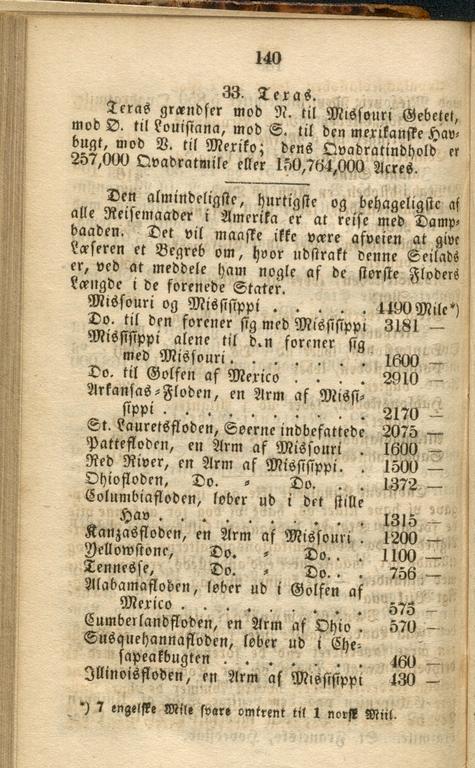 140
33. Texas.
Texas grændser mod N. til Missouri Gebetet,
mod O. til Louisiana, mod S. til den mexikanske Hav-
bugt, mod V. til Mexiko; dens Qvadratindhold er
257,000 Qvadratmile eller 150,764,000 Acres.
Den almindeligste, hurtigste og behageligste af
alle Reisemaader i Amerika er at reise med Damp-
baaden. Det vil maaske ikke være afveien at give
Læseren et Begreb om, hvor udstrakt denne Seilads
er, ved at meddele ham nogle af de største Floders
Længde i de forenede Stater.
Missouri og Missisippi . . . . . 4490 Mile*)
Do. til den forener sig med Missisippi 3181 —
Missisippi alene til d.n forener sig
med Missouri . . . . . . . 1600 —
Do. til Golfen af Mexico . . . . 2910 —
Arkansas-Floden, en Arm af Missi-
sippi . . . . . . . . . . 2170 —
St. Lauretsfloden, Søerne indbefattede 2075 —
Pattefloden, en Arm af Missouri . 1600 —
Red River, en Arm af Missisippi. . 1500 —
Ohiofloden, Do. - Do. . . 1372 —
Columbiafloden, løber ud i det stille
Hav . . . . . . . . . . 1315 —
Kanzasfloden, en Arm af Missouri . 1200 —
Yellowstone, Do. - Do. . . 1100 —
Tennesse, Do. - Do. . . 756 —
Alabamafloden, løber ud i Golfen af
Mexico . . . . . . . . . 575 —
Cumberlandfloden, en Arm af Ohio . 570 —
Susquehannafloden, løber ud i Che-
sapeakbugten . . . . . . . 460 —
Illinoisfloden, en Arm af Missisippi 430 —
*) 7 engelske Mile svare omtrent til 1 norsk Miil.